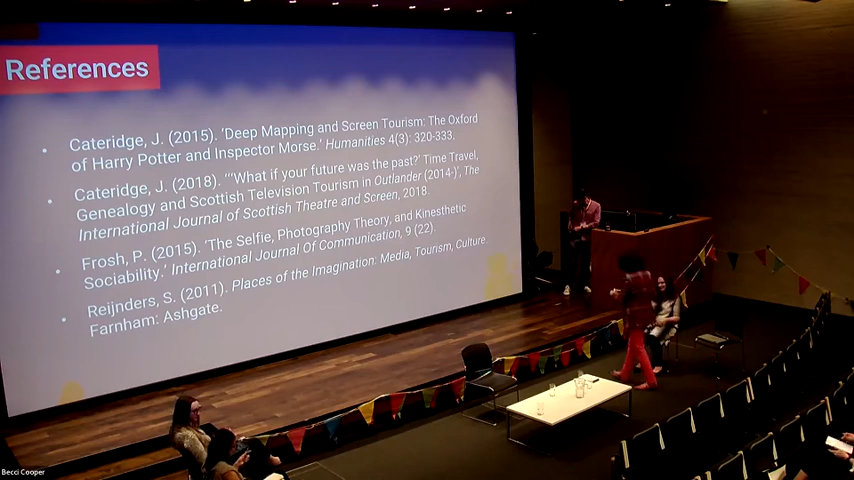 References
• Cateridge, J. (2015). 'Deep Mapping and Screen Tourism: The Oxford
of Harry Potter and Inspector Morse.' Humanities 4(3): 320-333.
• Cateridge, J. (2018). "'What if your future was the past?' Time Travel,
Genealogy and Scottish Television Tourism in Outlander (2014-)', The
International Journal of Scottish Theatre and Screen, 2018.
• Frosh, P. (2015). 'The Selfie, Photography Theory, and Kinesthetic
Sociability.' International Journal Of Communication, 9 (22).
• Reijnders, S. (2011). Places of the Imagination: Media, Tourism, Culture.
Farnham: Ashgate.
Becci Cooper